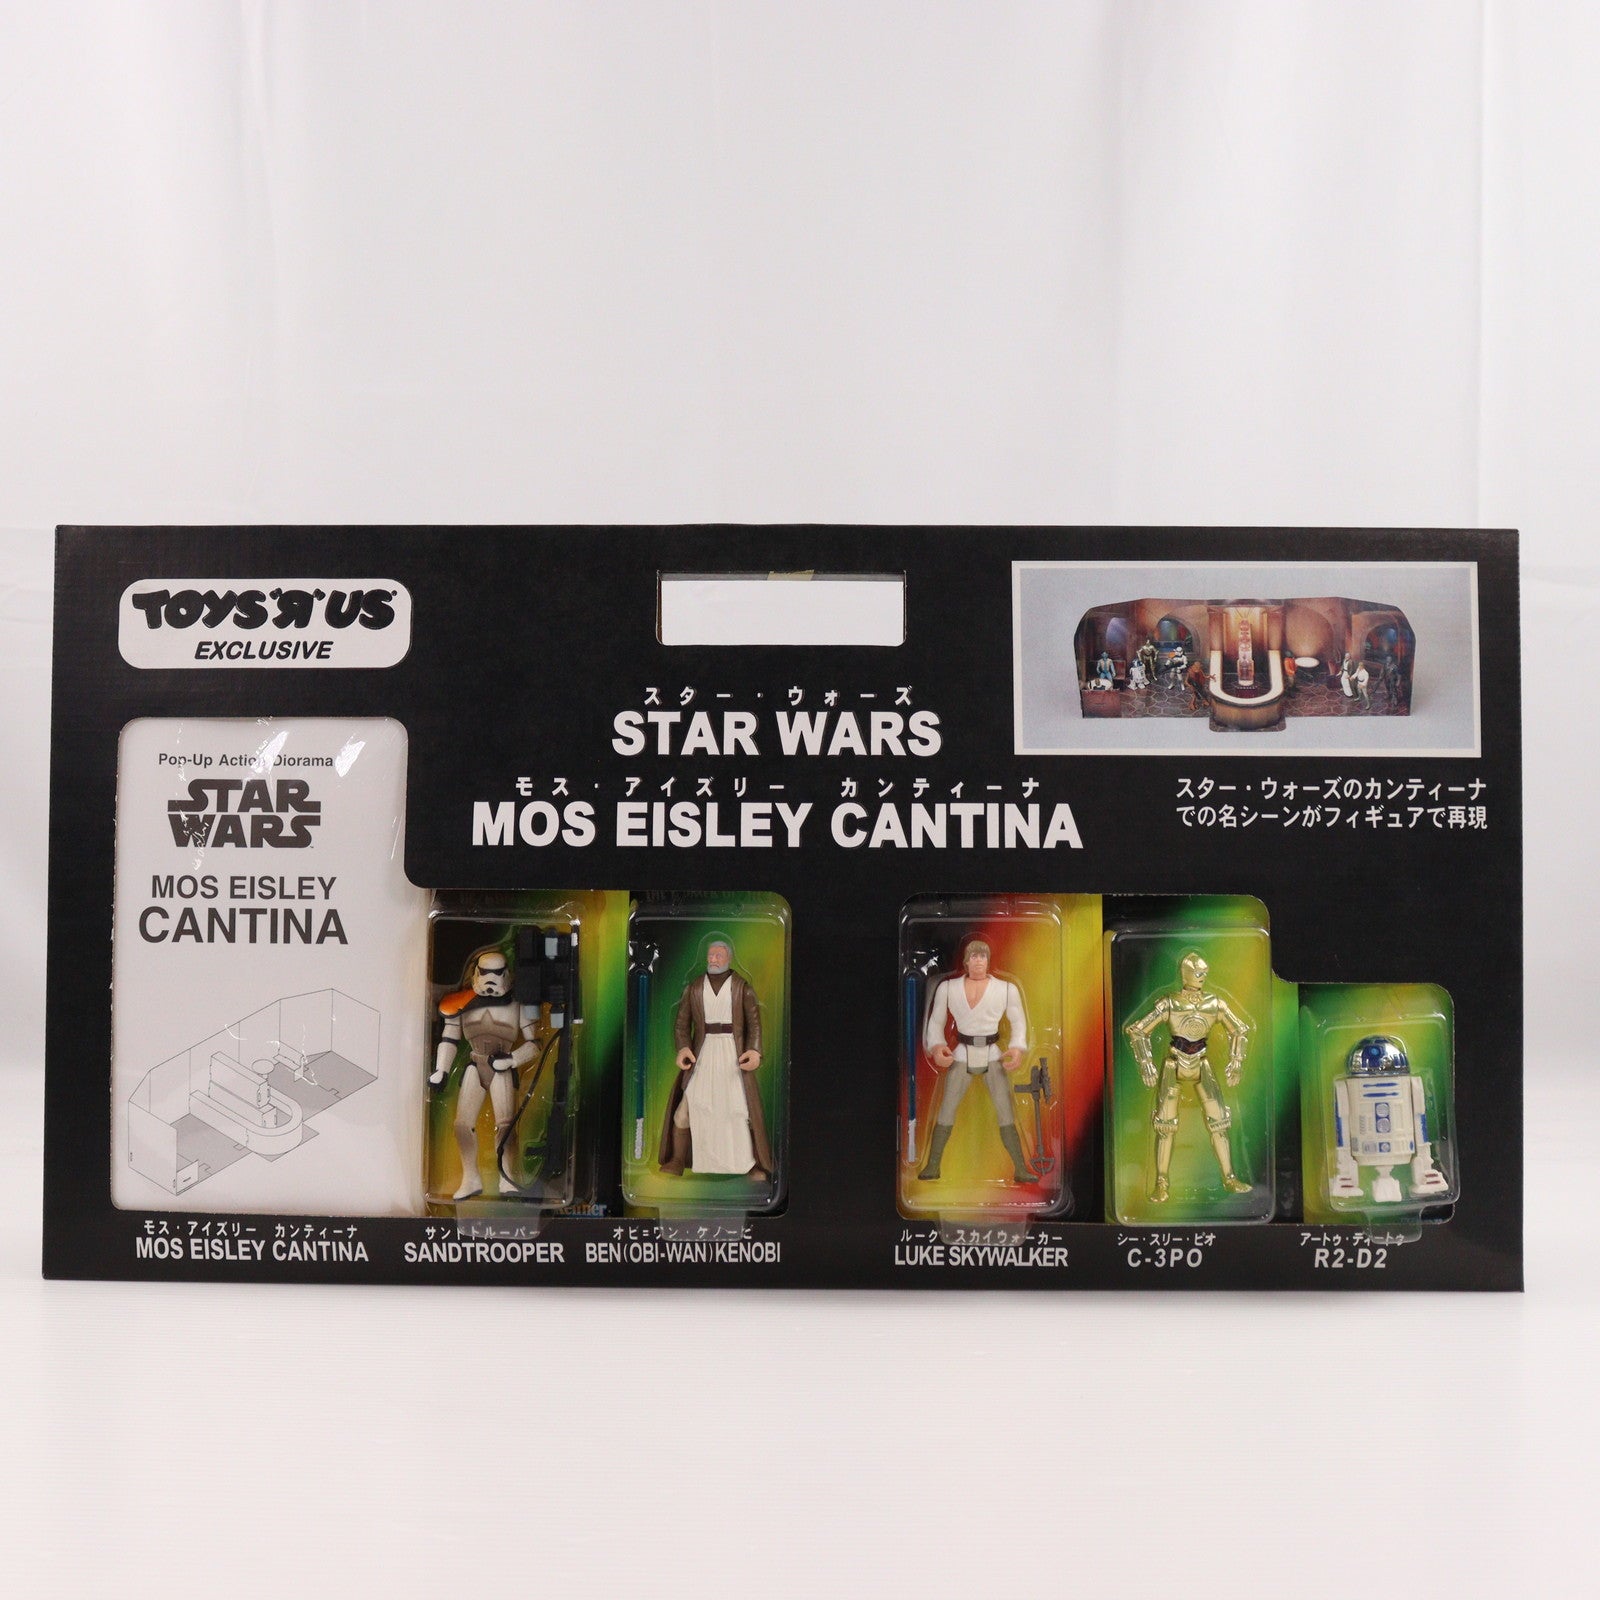 TOYS"R"US
EXCLUSIVE
Pop-Up Action Diorama
STAR
WARS
MOS EISLEY
CANTINA
スター・ウォーズ
STAR WARS
モス・アイズリー カンティーナ
MOS EISLEY CANTINA
スター・ウォーズのカンティーナ
での名シーンがフィギュアで再現
Kenner
モス・アイズリー カンティーナ
MOS EISLEY CANTINA
サンドトルーパー
SANDTROOPER
オビ=ワン・ケノービ
BEN(OBI-WAN)KENOBI
ルーク・スカイウォーカー
LUKE SKYWALKER
シー・スリー・ピオ
C-3PO
アートゥ・ディートゥ
R2-D2